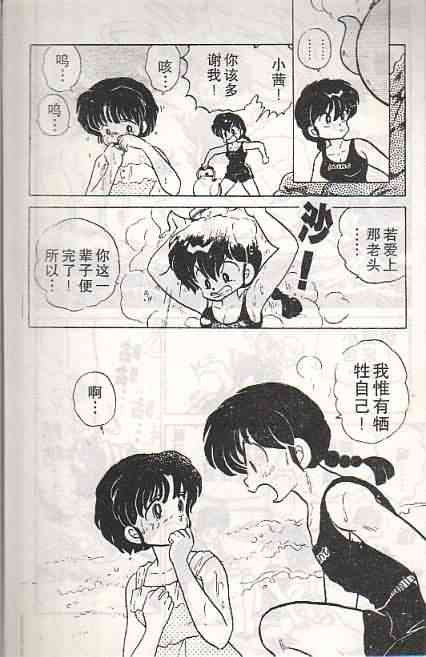 ……
……
小茜！
你该多
谢我！
咳…
呜…
呜…
若爱上
那老头
……
沙！
你这一
辈子便
完了！
所以…
我惟有牺
牲自己！
啊…